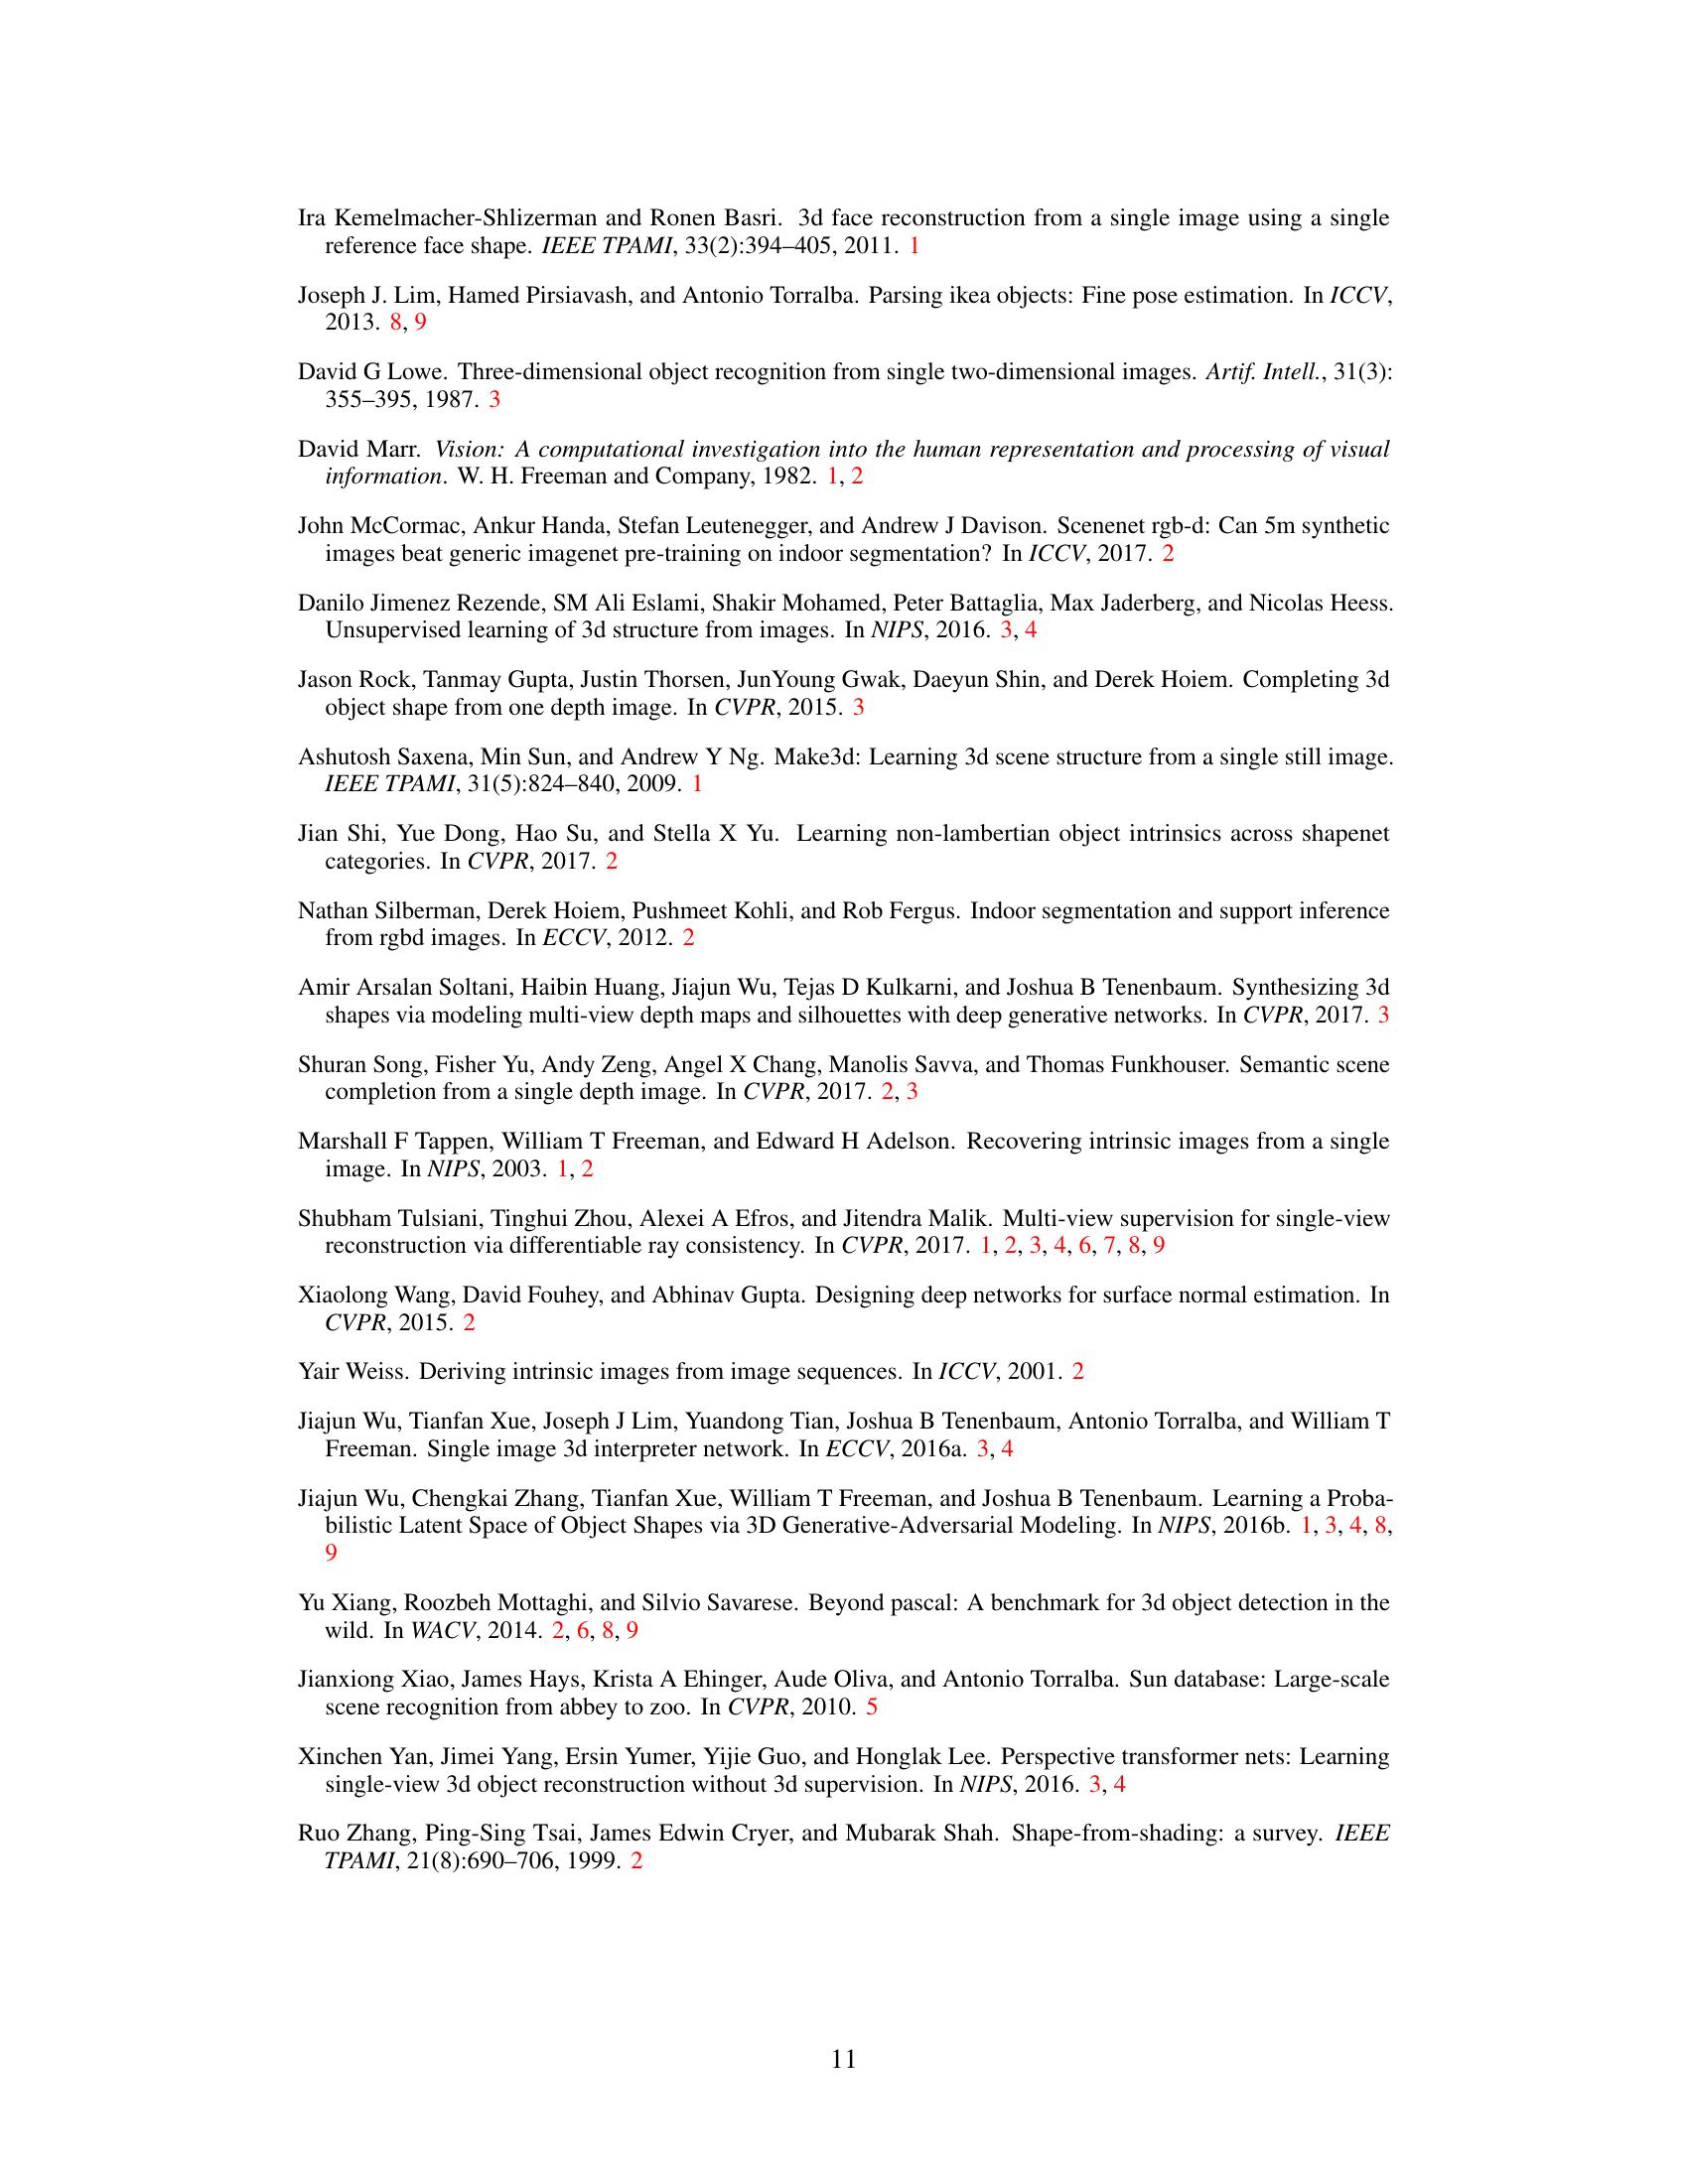 Ira Kemelmacher-Shlizerman and Ronen Basri. 3d face reconstruction from a single image using a single
reference face shape. IEEE TPAMI, 33(2):394–405, 2011. 1
Joseph J. Lim, Hamed Pirsiavash, and Antonio Torralba. Parsing ikea objects: Fine pose estimation. In ICCV,
2013. 8, 9
David G Lowe. Three-dimensional object recognition from single two-dimensional images. Artif. Intell., 31(3):
355–395, 1987. 3
David Marr. Vision: A computational investigation into the human representation and processing of visual
information. W. H. Freeman and Company, 1982. 1, 2
John McCormac, Ankur Handa, Stefan Leutenegger, and Andrew J Davison. Scenenet rgb-d: Can 5m synthetic
images beat generic imagenet pre-training on indoor segmentation? In ICCV, 2017. 2
Danilo Jimenez Rezende, SM Ali Eslami, Shakir Mohamed, Peter Battaglia, Max Jaderberg, and Nicolas Heess.
Unsupervised learning of 3d structure from images. In NIPS, 2016. 3, 4
Jason Rock, Tanmay Gupta, Justin Thorsen, JunYoung Gwak, Daeyun Shin, and Derek Hoiem. Completing 3d
object shape from one depth image. In CVPR, 2015. 3
Ashutosh Saxena, Min Sun, and Andrew Y Ng. Make3d: Learning 3d scene structure from a single still image.
IEEE TPAMI, 31(5):824–840, 2009. 1
Jian Shi, Yue Dong, Hao Su, and Stella X Yu. Learning non-lambertian object intrinsics across shapenet
categories. In CVPR, 2017. 2
Nathan Silberman, Derek Hoiem, Pushmeet Kohli, and Rob Fergus. Indoor segmentation and support inference
from rgbd images. In ECCV, 2012. 2
Amir Arsalan Soltani, Haibin Huang, Jiajun Wu, Tejas D Kulkarni, and Joshua B Tenenbaum. Synthesizing 3d
shapes via modeling multi-view depth maps and silhouettes with deep generative networks. In CVPR, 2017. 3
Shuran Song, Fisher Yu, Andy Zeng, Angel X Chang, Manolis Savva, and Thomas Funkhouser. Semantic scene
completion from a single depth image. In CVPR, 2017. 2, 3
Marshall F Tappen, William T Freeman, and Edward H Adelson. Recovering intrinsic images from a single
image. In NIPS, 2003. 1, 2
Shubham Tulsiani, Tinghui Zhou, Alexei A Efros, and Jitendra Malik. Multi-view supervision for single-view
reconstruction via differentiable ray consistency. In CVPR, 2017. 1, 2, 3, 4, 6, 7, 8, 9
Xiaolong Wang, David Fouhey, and Abhinav Gupta. Designing deep networks for surface normal estimation. In
CVPR, 2015. 2
Yair Weiss. Deriving intrinsic images from image sequences. In ICCV, 2001. 2
Jiajun Wu, Tianfan Xue, Joseph J Lim, Yuandong Tian, Joshua B Tenenbaum, Antonio Torralba, and William T
Freeman. Single image 3d interpreter network. In ECCV, 2016a. 3, 4
Jiajun Wu, Chengkai Zhang, Tianfan Xue, William T Freeman, and Joshua B Tenenbaum. Learning a Proba-
bilistic Latent Space of Object Shapes via 3D Generative-Adversarial Modeling. In NIPS, 2016b. 1, 3, 4, 8,
9
Yu Xiang, Roozbeh Mottaghi, and Silvio Savarese. Beyond pascal: A benchmark for 3d object detection in the
wild. In WACV, 2014. 2, 6, 8, 9
Jianxiong Xiao, James Hays, Krista A Ehinger, Aude Oliva, and Antonio Torralba. Sun database: Large-scale
scene recognition from abbey to zoo. In CVPR, 2010. 5
Xinchen Yan, Jimei Yang, Ersin Yumer, Yijie Guo, and Honglak Lee. Perspective transformer nets: Learning
single-view 3d object reconstruction without 3d supervision. In NIPS, 2016. 3, 4
Ruo Zhang, Ping-Sing Tsai, James Edwin Cryer, and Mubarak Shah. Shape-from-shading: a survey. IEEE
TPAMI, 21(8):690–706, 1999. 2
11